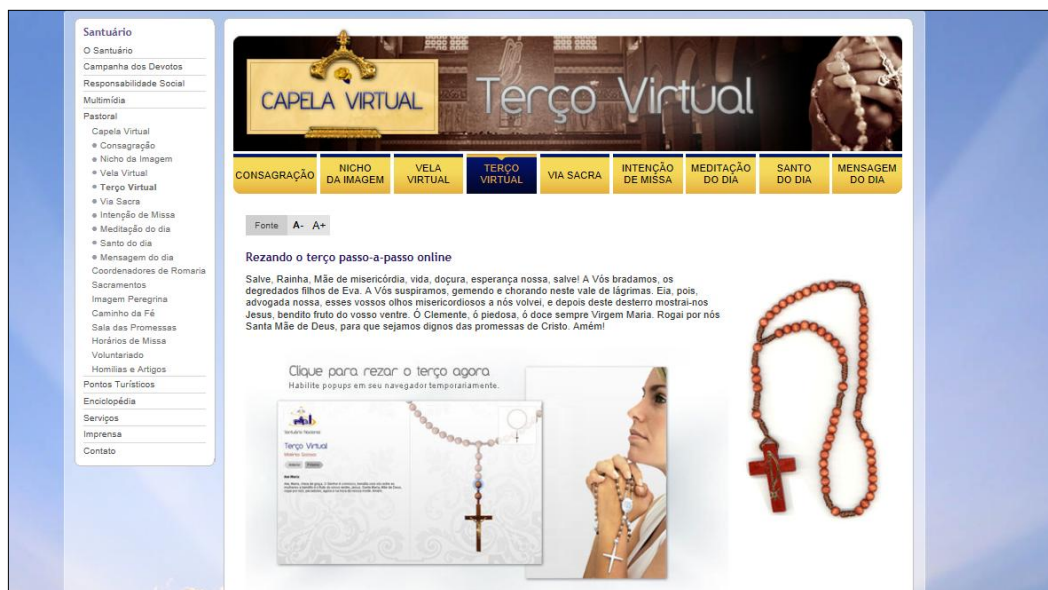 Santuário
O Santuário
Campanha dos Devotos
Responsabilidade Social
Multimídia
Pastoral
Capela Virtual
Consagração
Nicho da Imagem
Vela Virtual
Terço Virtual
Via Sacra
Intenção de Missa
Meditação do dia
Santo do dia
Mensagem do dia
Coordenadores de Romaria
Sacramentos
Imagem Peregrina
Caminho da Fé
Sala das Promessas
Horários de Missa
Voluntariado
Homilias e Artigos
Pontos Turísticos
Enciclopédia
Serviços
Imprensa
Contato
CAPELA VIRTUAL
Terço Virtual
CONSAGRAÇÃO
NICHO
DA IMAGEM
VELA
VIRTUAL
TERÇO
VIRTUAL
VIA SACRA
INTENÇÃO
DE MISSA
MEDITAÇÃO
DO DIA
SANTO
DO DIA
MENSAGEM
DO DIA
Fonte A- A+
Rezando o terço passo-a-passo online
Salve, Rainha, Mãe de misericórdia, vida, doçura, esperança nossa, salve! A Vós bradamos, os
degredados filhos de Eva. A Vós suspiramos, gemendo e chorando neste vale de lágrimas. Eia, pois,
advogada nossa, esses vossos olhos misericordiosos a nós volvei, e depois deste desterro mostrai-nos
Jesus, bendito fruto do vosso ventre. Ó Clemente, ó piedosa, ó doce sempre Virgem Maria. Rogai por nós
Santa Mãe de Deus, para que sejamos dignos das promessas de Cristo. Amém!
Clique para rezar o terço agora
Habilite popups em seu navegador temporariamente.
Santuário Nacional
Terço Virtual